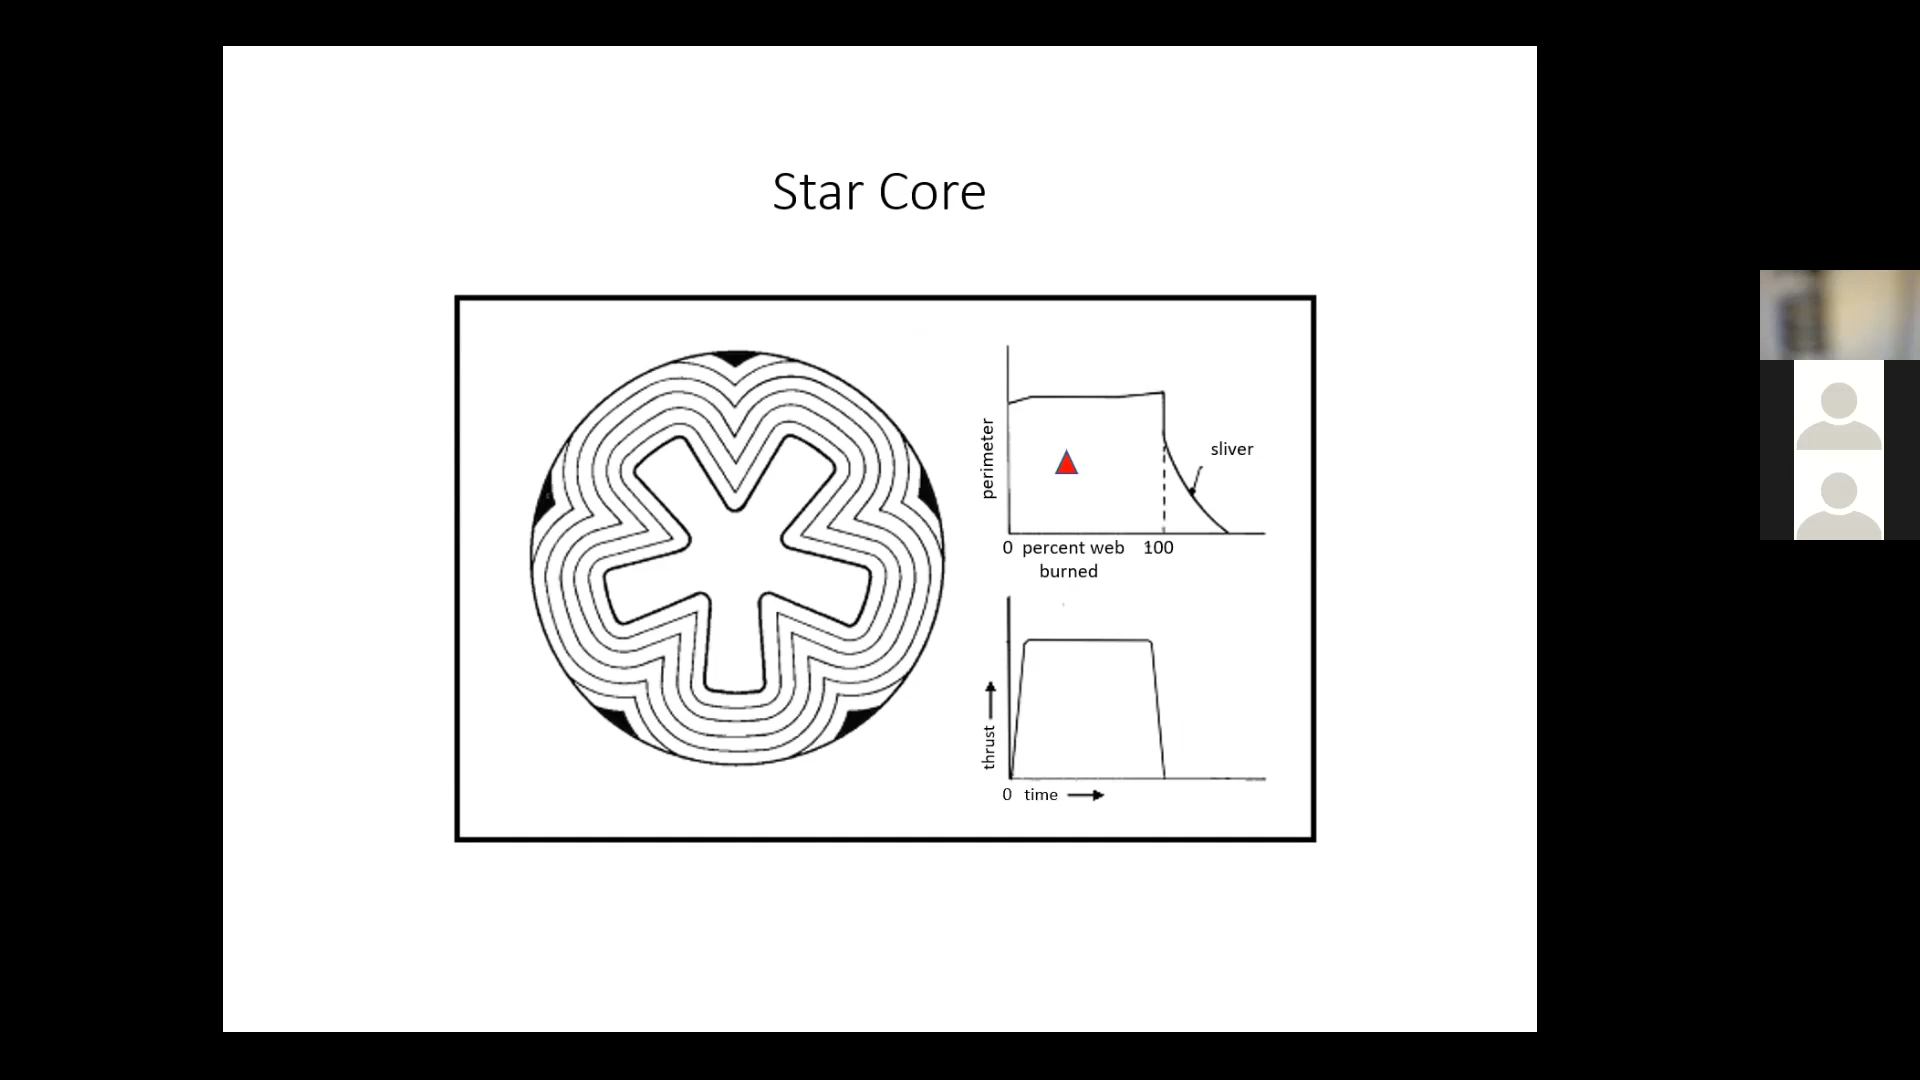 Star Core
perimeter
sliver
0 percent web 100
burned
thrust
0 time